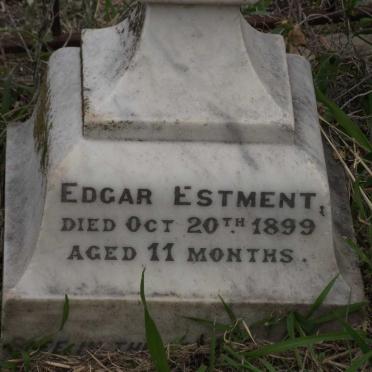 EDGAR ESTMENT,
DIED OCT 20TH 1899
AGED 11 MONTHS.